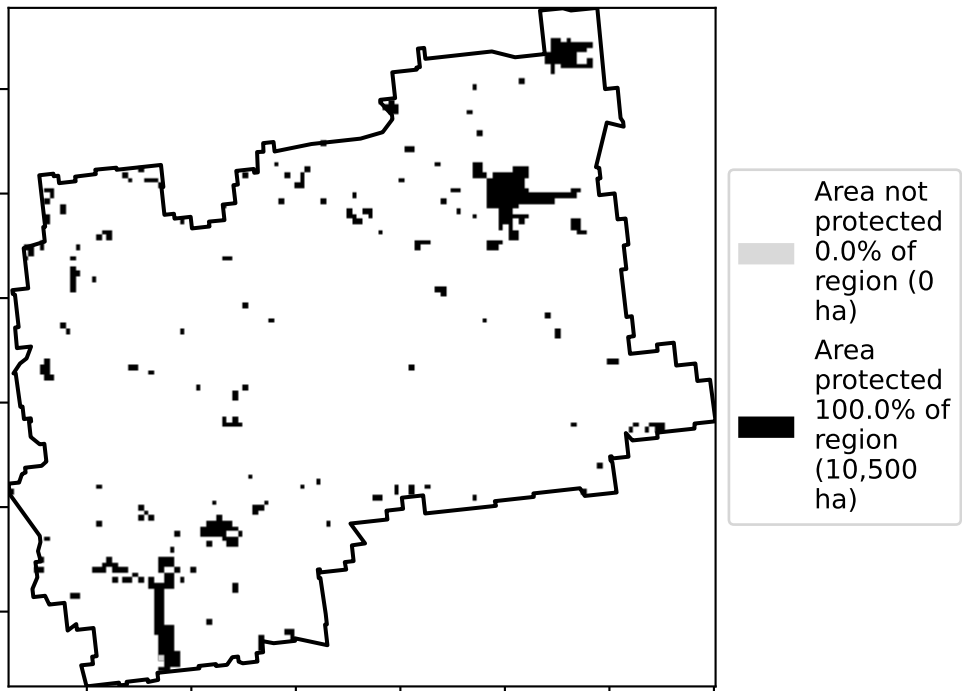 Area not
protected
0.0% of
region (0
ha)
Area
protected
100.0% of
region
(10,500
ha)